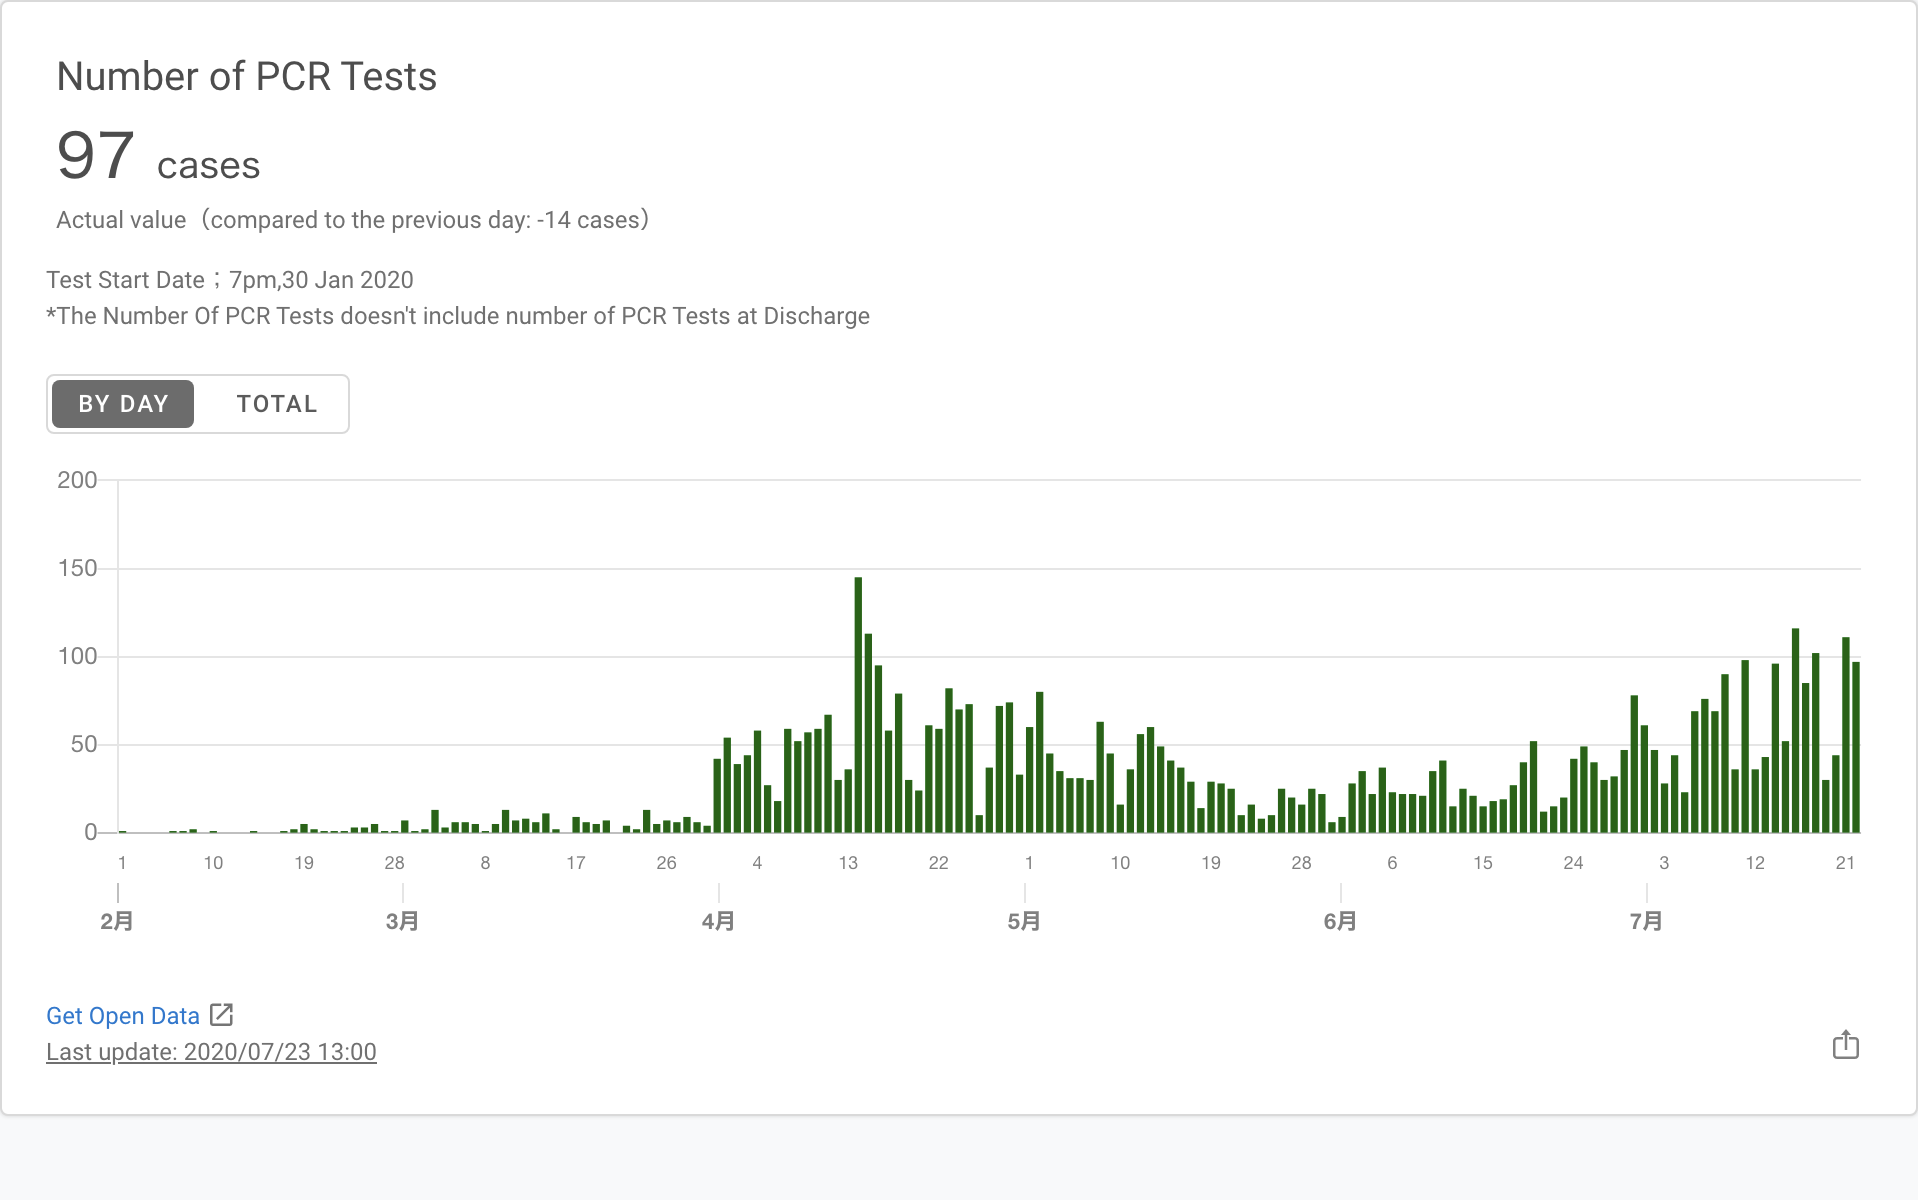 Number of PCR Tests
97 cases
Actual value（compared to the previous day: -14 cases）
Test Start Date；7pm,30 Jan 2020
*The Number Of PCR Tests doesn't include number of PCR Tests at Discharge
BY DAY TOTAL
200
150
100
50
0
1 10 19 28 8 17 26 4 13 22 1 10 19 28 6 15 24 3 12 21
2月 3月 4月 5月 6月 7月
Get Open Data
Last update: 2020/07/23 13:00